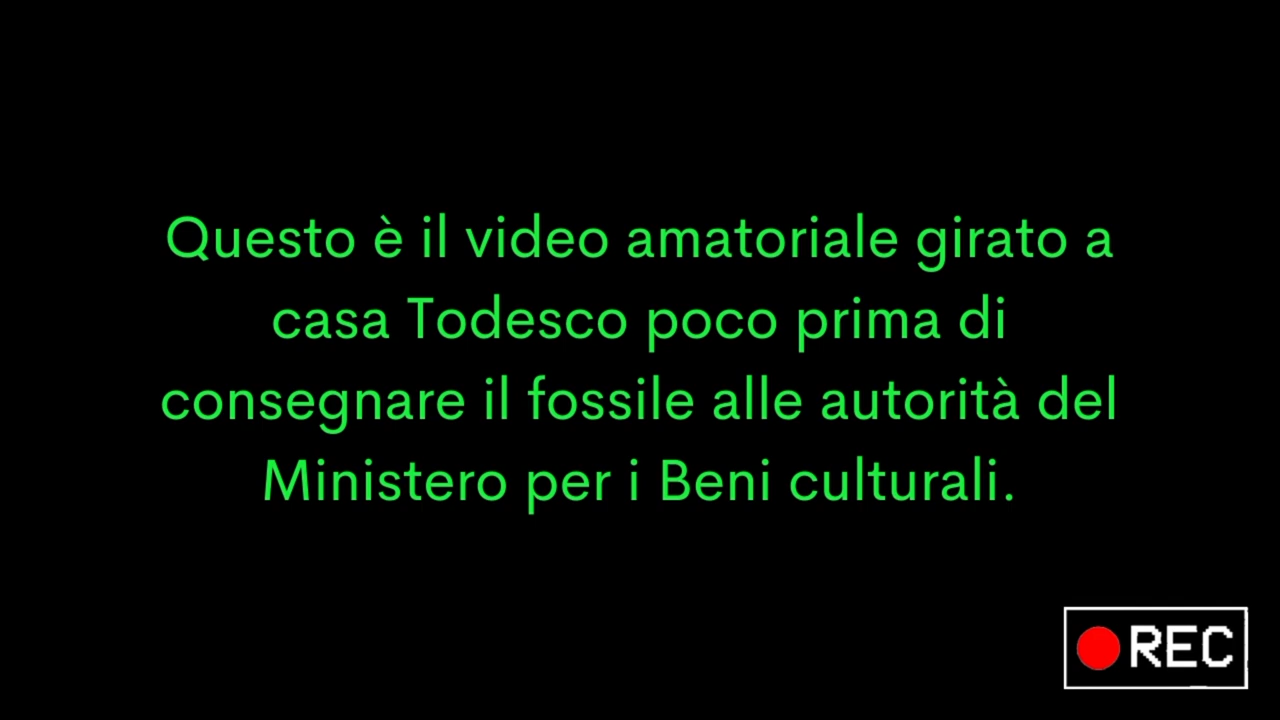 Questo è il video amatoriale girato a
casa Todesco poco prima di
consegnare il fossile alle autorità del
Ministero per i Beni culturali.
REC